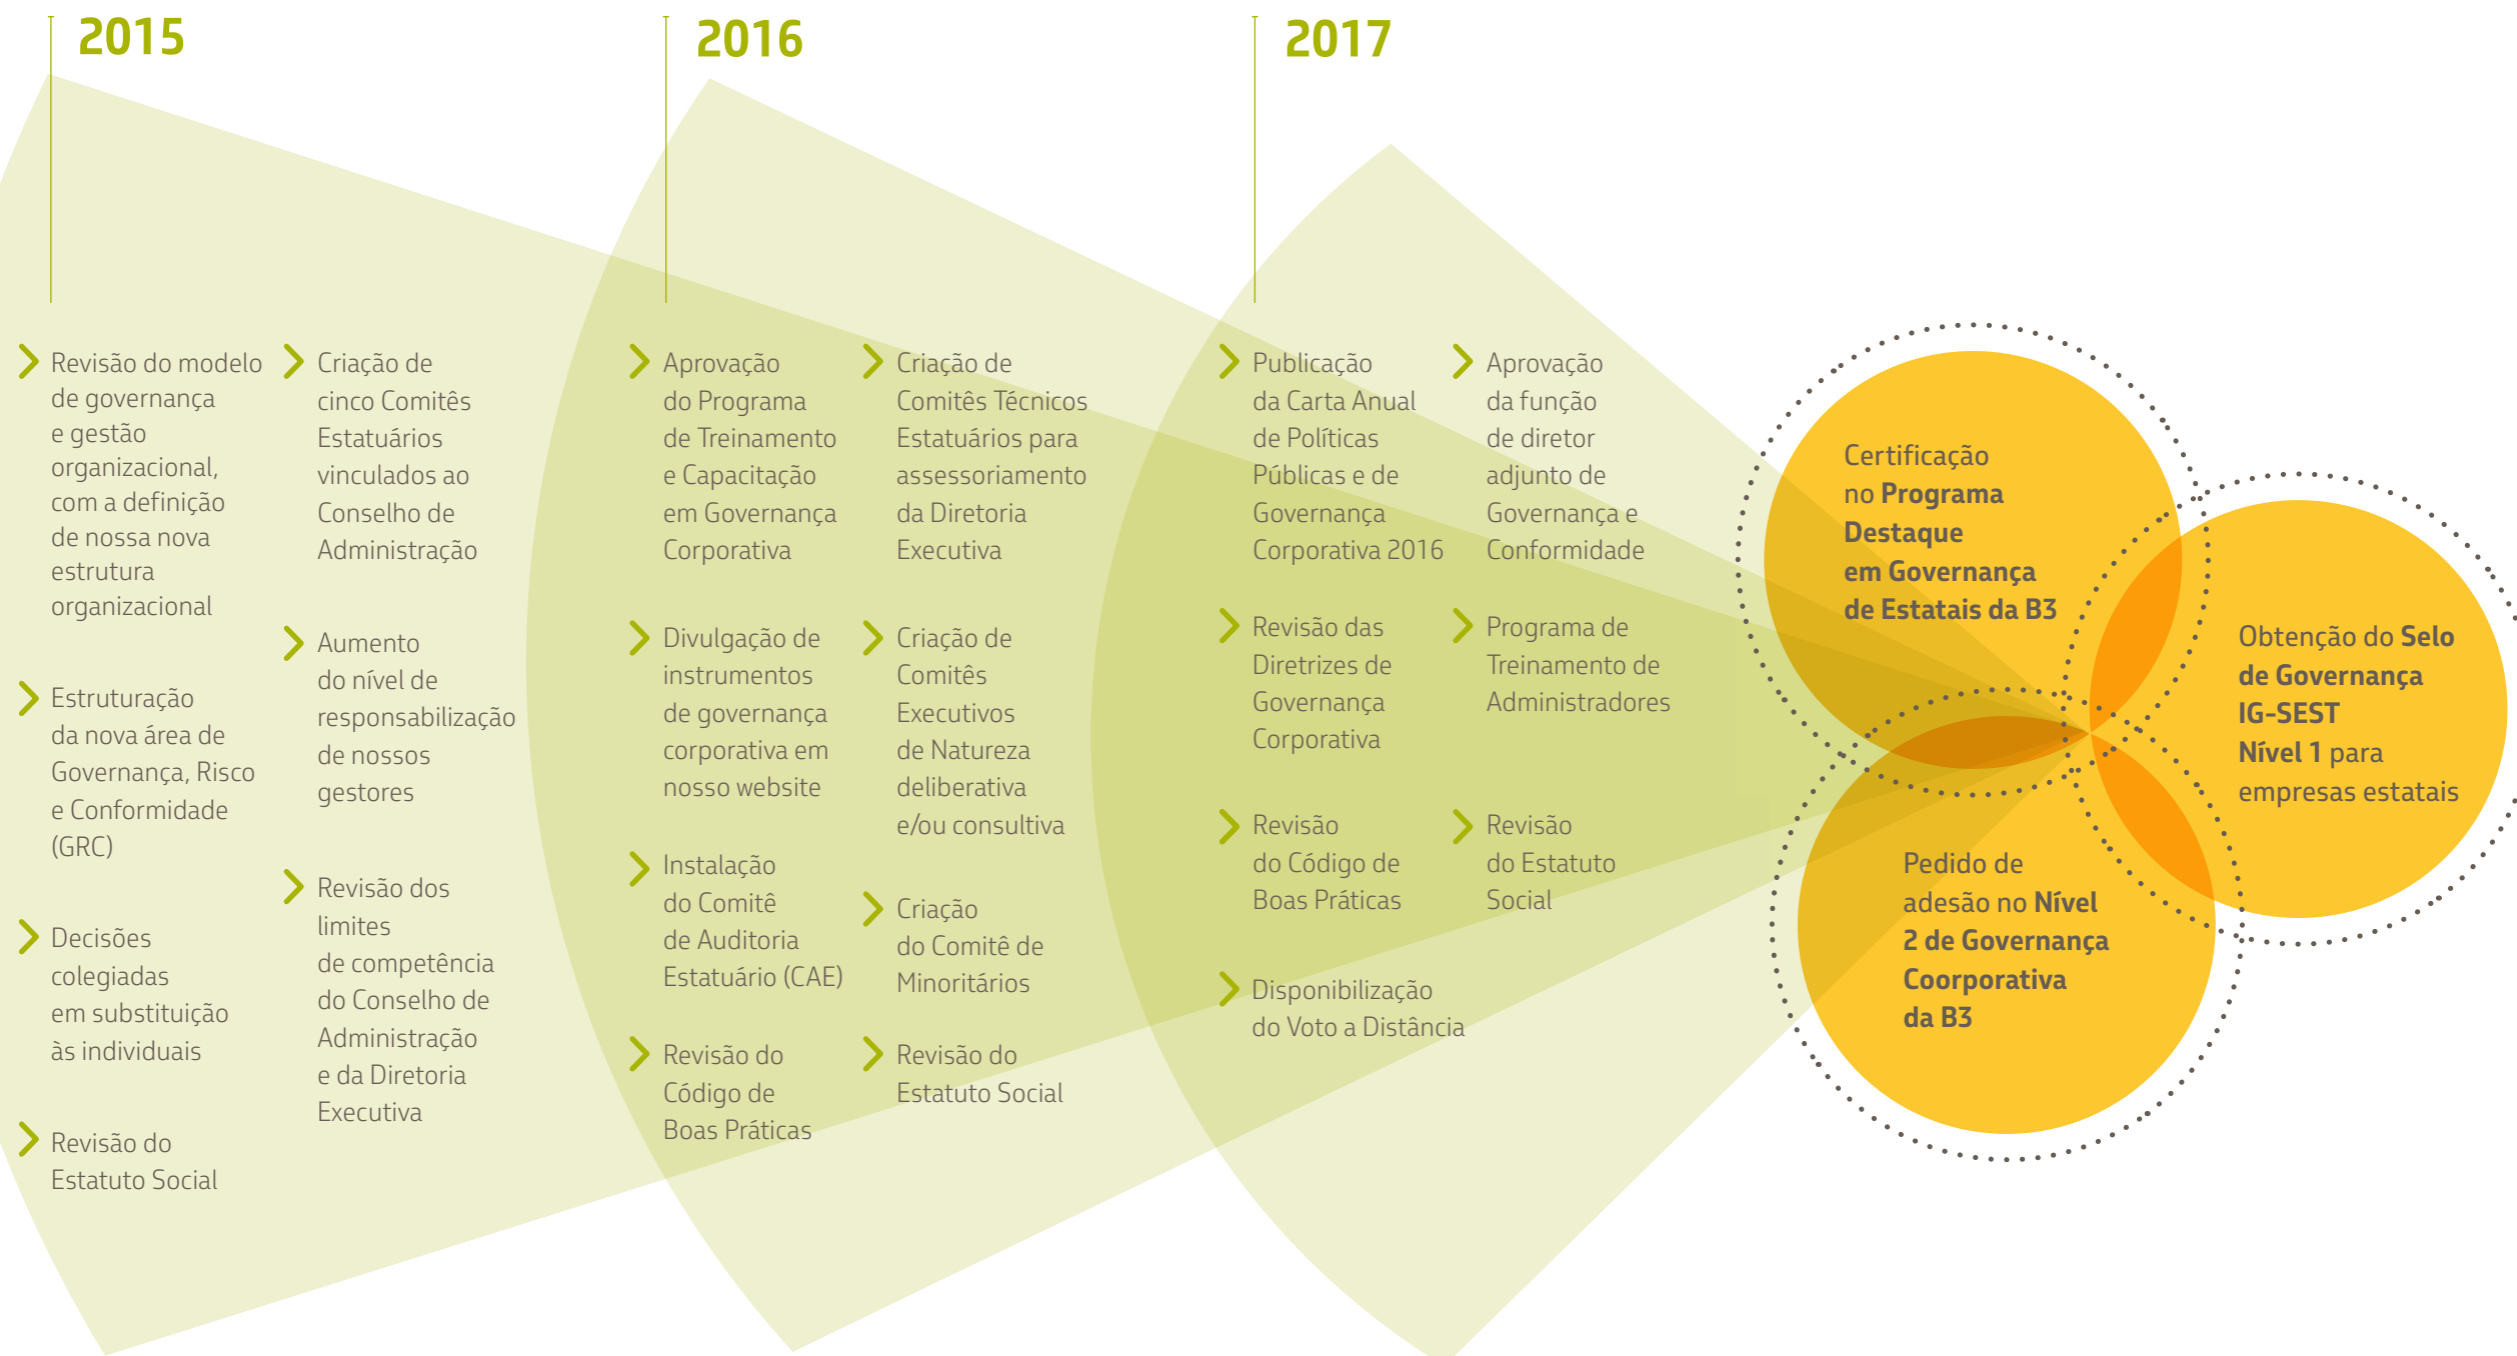 2015
Revisão do modelo
de governança
e gestão
organizacional,
com a definição
de nossa nova
estrutura
organizacional
Estruturação
da nova área de
Governança, Risco
e Conformidade
(GRC)
Decisões
colegiadas
em substituição
às individuais
Revisão do
Estatuto Social
Criação de
cinco Comitês
Estatuários
vinculados ao
Conselho de
Administração
Aumento
do nível de
responsabilização
de nossos
gestores
Revisão dos
limites
de competência
do Conselho de
Administração
e da Diretoria
Executiva
2016
Aprovação
do Programa
de Treinamento
e Capacitação
em Governança
Corporativa
Divulgação de
instrumentos
de governança
corporativa em
nosso website
Instalação
do Comitê
de Auditoria
Estatuário (CAE)
Revisão do
Código de
Boas Práticas
Criação de
Comitês Técnicos
Estatuários para
assessoriamento
da Diretoria
Executiva
Criação de
Comitês
Executivos
de Natureza
deliberativa
e/ou consultiva
Criação
do Comitê de
Minoritários
Revisão do
Estatuto Social
2017
Publicação
da Carta Anual
de Políticas
Públicas e de
Governança
Corporativa 2016
Revisão das
Diretrizes de
Governança
Corporativa
Revisão
do Código de
Boas Práticas
Disponibilização
do Voto a Distância
Aprovação
da função
de diretor
adjunto de
Governança e
Conformidade
Programa de
Treinamento de
Administradores
Revisão
do Estatuto
Social
Certificação
no Programa
Destaque
em Governança
de Estatais da B3
Obtenção do Selo
de Governança
IG-SEST
Nível 1 para
empresas estatais
Pedido de
adesão no Nível
2 de Governança
Coorporativa
da B3